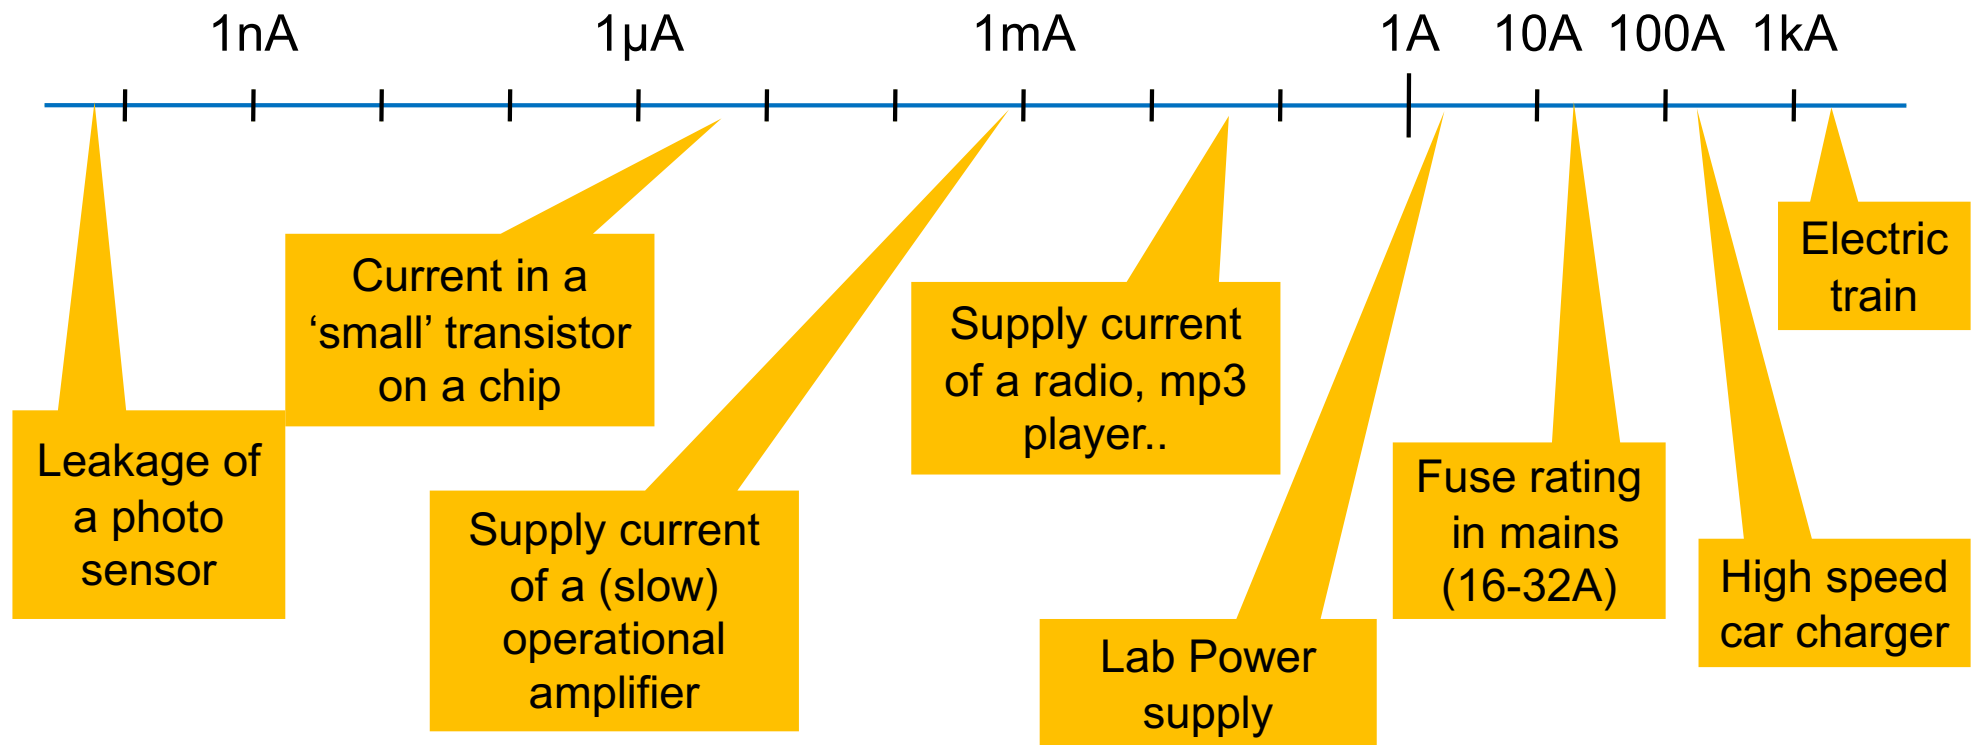 1nA 1µA 1mA 1A 10A 100A 1kA
Leakage of
a photo
sensor
Current in a
‘small’ transistor
on a chip
Supply current
of a (slow)
operational
amplifier
Supply current
of a radio, mp3
player..
Lab Power
supply
Fuse rating
in mains
(16-32A)
High speed
car charger
Electric
train